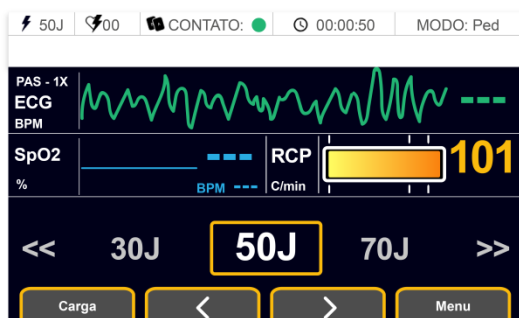 50J 00 CONTATO: 00:00:50 MODO: Ped
PAS - 1X
ECG
BPM
---
SpO2
%
---
BPM ---
RCP
C/min
101
<< 30J 50J 70J >>
Carga < > Menu